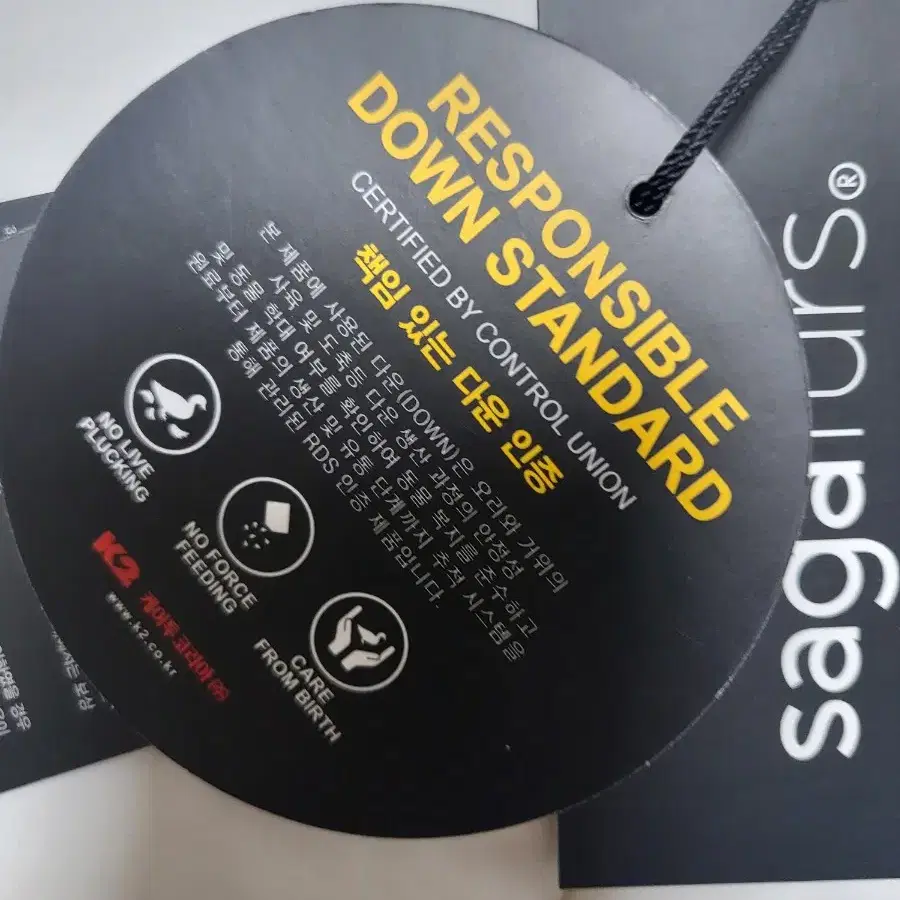 RESPONSIBLE
DOWN STANDARD
CERTIFIED BY CONTROL UNION
책임 있는 다운 인증
본 제품에 사용된 다운(DOWN)은 오리와 거위의
사육 및 도축등 다운 생산 과정의 안정성
및 동물 학대 여부를 확인하여 동물 복지를 준수하고
원료부터 제품의 생산 및 유통 단계까지 추적 시스템을
통해 관리된 RDS 인증 제품입니다.
NO LIVE
PLUCKING
NO FORCE
FEEDING
CARE
FROM BIRTH
K2 케이투코리아㈜
www.k2.co.kr
sagafurs®
보상
경우